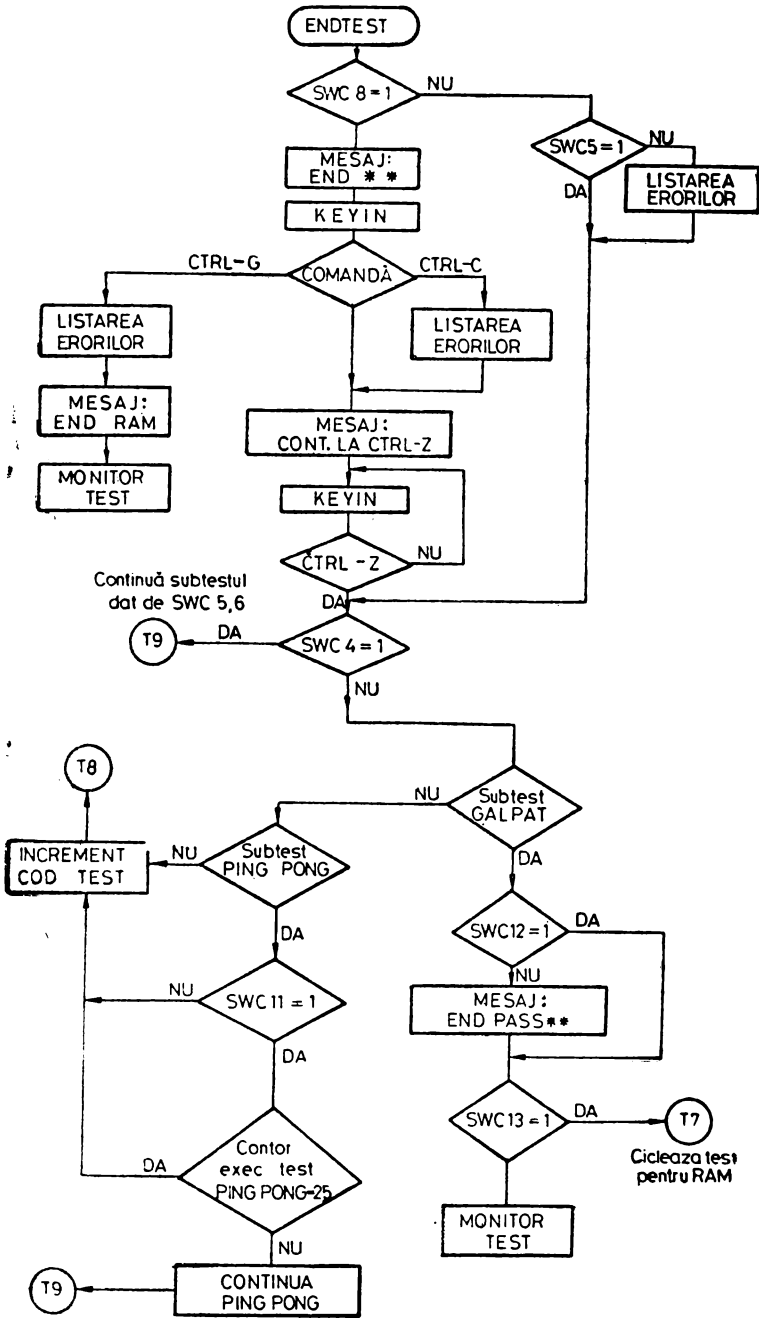 ENDTEST
SWC 8 = 1
NU
MESAJ:
END * *
SWC5 = 1
NU
DA
LISTAREA
ERORILOR
KEYIN
CTRL-G
COMANDĂ
CTRL-C
LISTAREA
ERORILOR
LISTAREA
ERORILOR
MESAJ:
END RAM
MONITOR
TEST
MESAJ:
CONT. LA CTRL-Z
KEYIN
CTRL - Z
NU
DA
Continuă subtestul
dat de SWC 5,6
T9
DA
SWC 4 = 1
NU
T8
NU
Subtest
GALPAT
DA
INCREMENT
COD TEST
NU
Subtest
PING PONG
DA
SWC12 = 1
DA
NU
NU
SWC 11 = 1
DA
MESAJ:
END PASS**
SWC13 = 1
DA
T7
Cicleaza test
pentru RAM
DA
Contor
exec test
PING PONG=25
NU
MONITOR
TEST
T9
CONTINUA
PING PONG